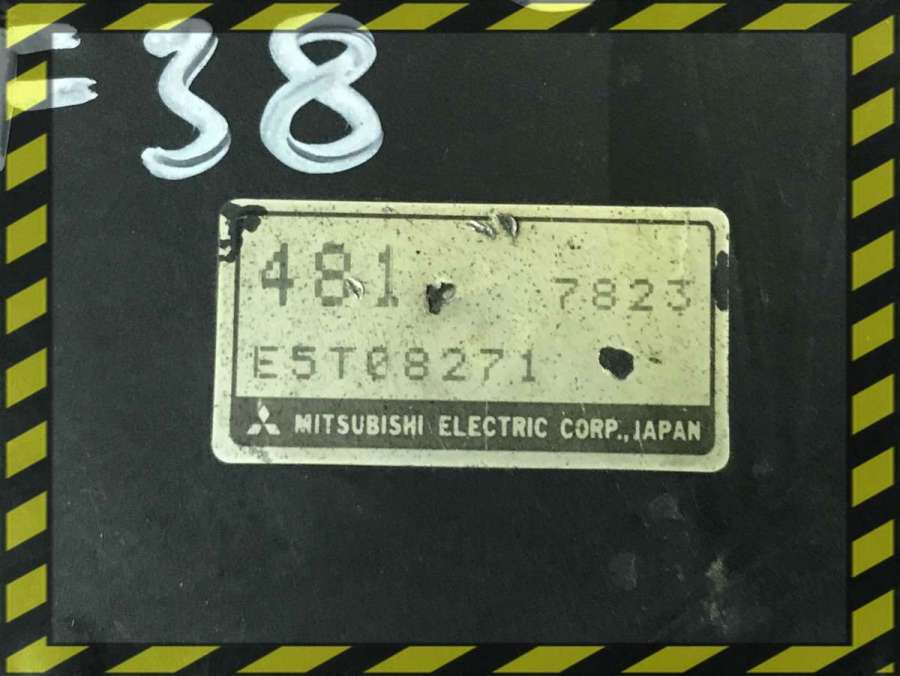 38
481 7823
E5T08271
MITSUBISHI ELECTRIC CORP., JAPAN